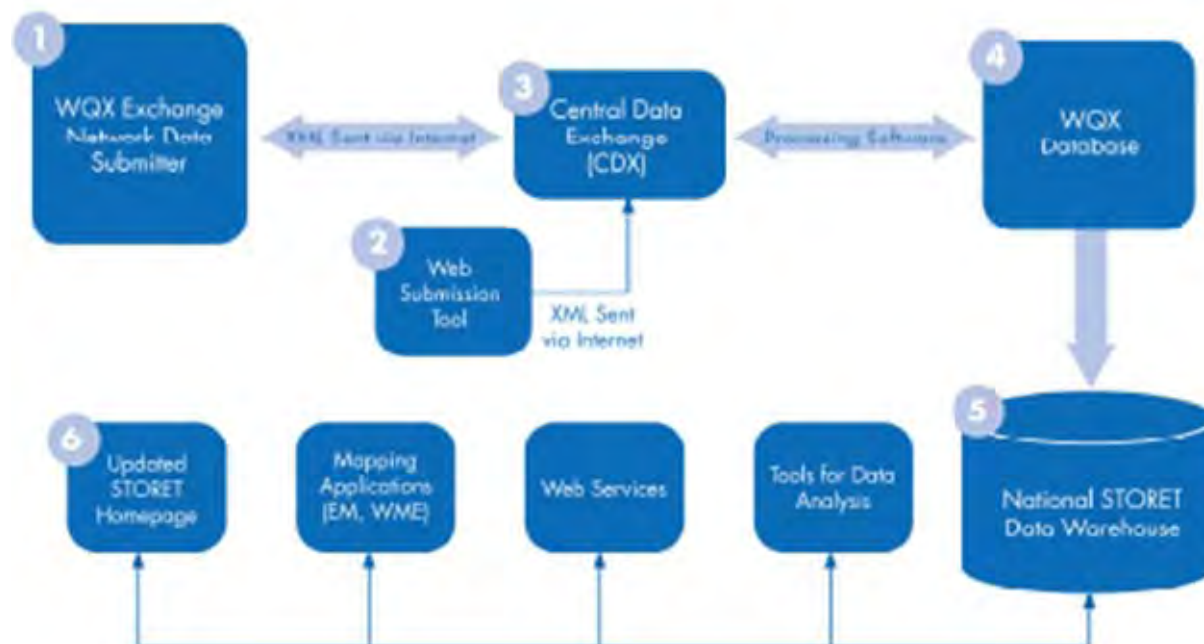 1
WQX Exchange
Network Data
Submitter
XML Sent via Internet
3
Central Data
Exchange
(CDX)
Processing Software
4
WQX
Database
2
Web
Submission
Tool
XML Sent
via Internet
5
National STORET
Data Warehouse
6
Updated
STORET
Homepage
Mapping
Applications
(EM, WME)
Web Services
Tools for Data
Analysis